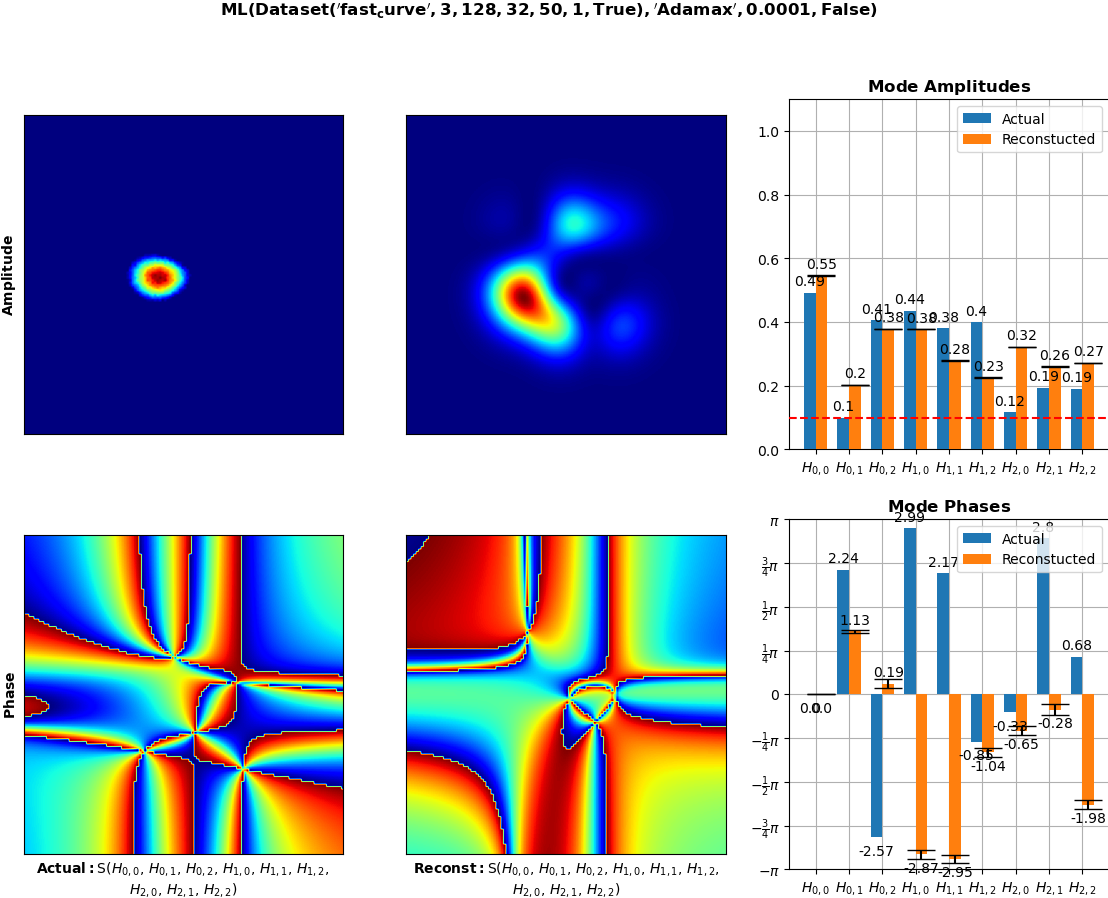 ML(Dataset('fast_curve', 3, 128, 32, 50, 1, True), 'Adamax', 0.0001, False)
Amplitude
Mode Amplitudes
Actual
Reconstucted
1.0
0.8
0.6
0.4
0.2
0.0
0.49
0.55
0.1
0.2
0.41
0.38
0.44
0.38
0.38
0.28
0.4
0.23
0.12
0.32
0.19
0.26
0.19
0.27
H0,0 H0,1 H0,2 H1,0 H1,1 H1,2 H2,0 H2,1 H2,2
Phase
Actual: S(H0,0, H0,1, H0,2, H1,0, H1,1, H1,2,
H2,0, H2,1, H2,2)
Reconst: S(H0,0, H0,1, H0,2, H1,0, H1,1, H1,2,
H2,0, H2,1, H2,2)
Mode Phases
Actual
Reconstucted
π
3/4π
1/2π
1/4π
0
−1/4π
−1/2π
−3/4π
−π
0.0
0.0
2.24
1.13
-2.57
0.19
2.99
-2.87
2.17
-2.95
-0.85
-1.04
-0.33
-0.65
2.8
-0.28
0.68
-1.98
H0,0 H0,1 H0,2 H1,0 H1,1 H1,2 H2,0 H2,1 H2,2